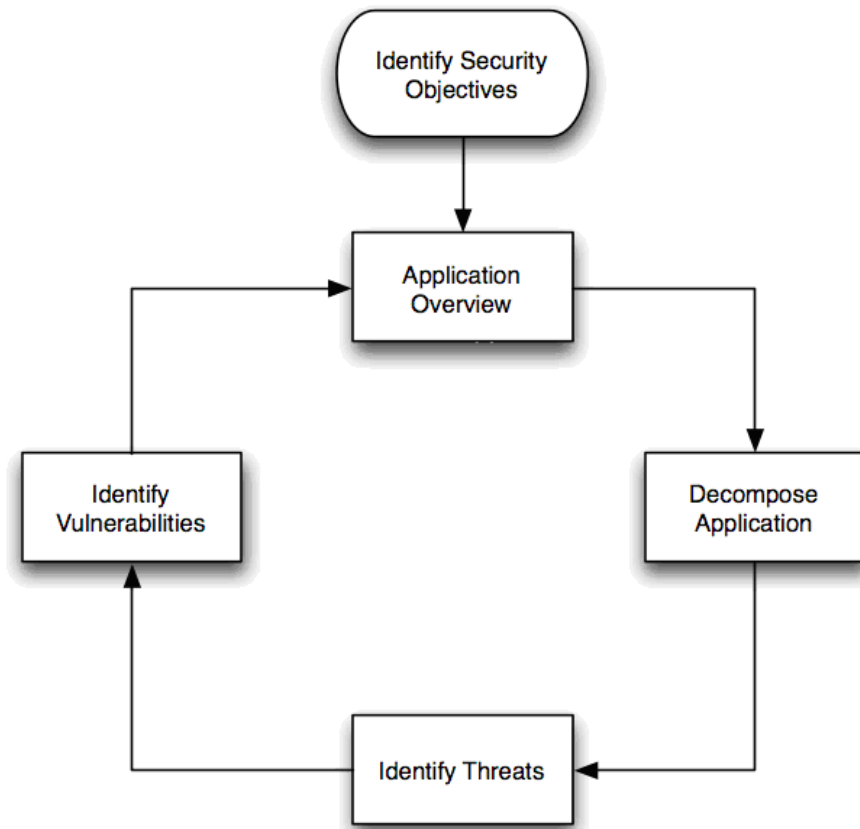 Identify Security
Objectives
Application
Overview
Identify
Vulnerabilities
Decompose
Application
Identify Threats